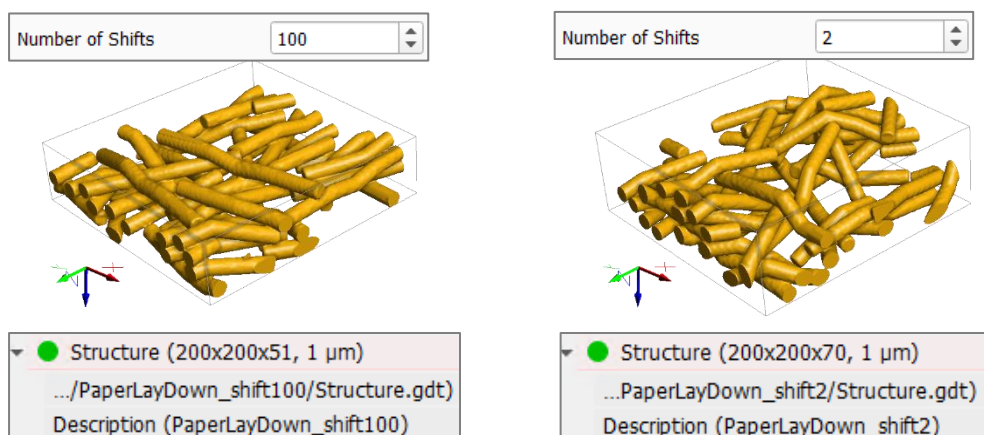 Number of Shifts 100
Number of Shifts 2
Structure (200x200x51, 1 µm)
.../PaperLayDown_shift100/Structure.gdt)
Description (PaperLayDown_shift100)
Structure (200x200x70, 1 µm)
...PaperLayDown_shift2/Structure.gdt)
Description (PaperLayDown_shift2)